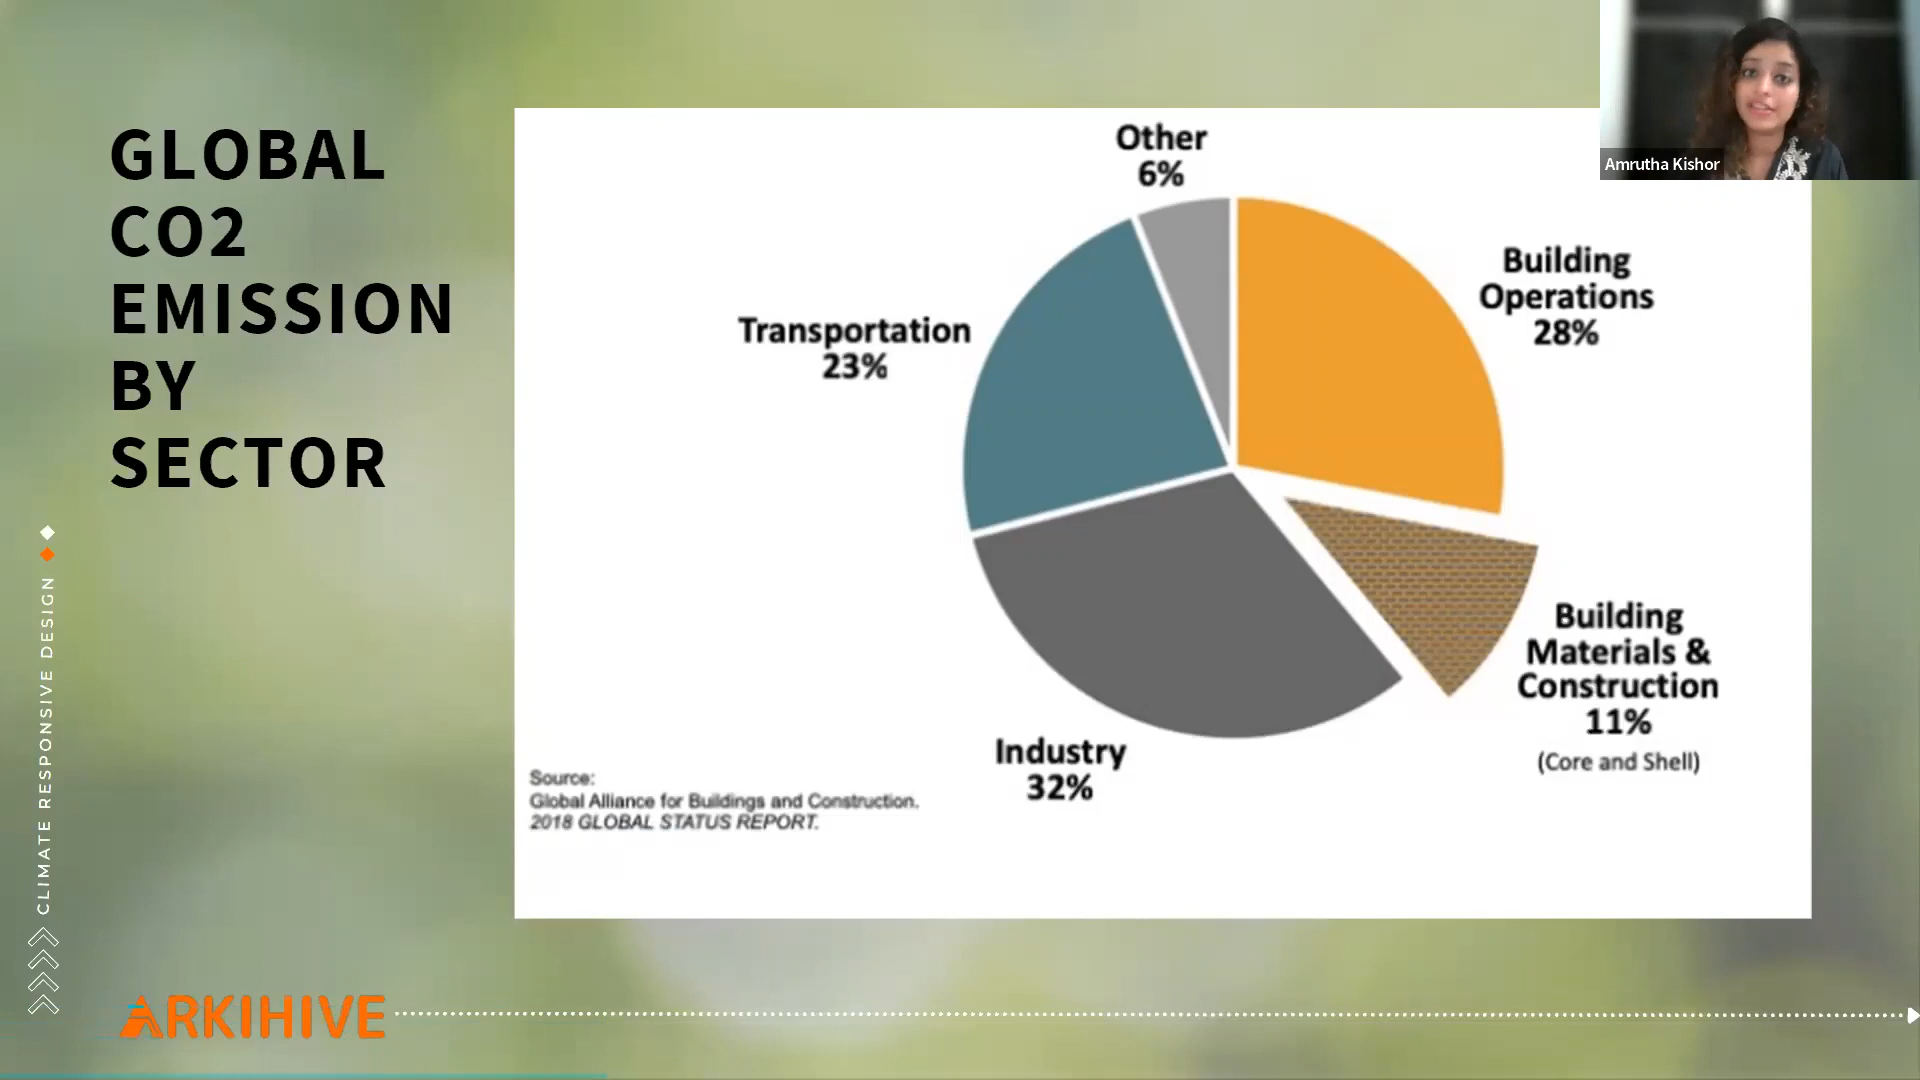 GLOBAL
CO2
EMISSION
BY
SECTOR
CLIMATE RESPONSIVE DESIGN
Other
6%
Building
Operations
28%
Transportation
23%
Building
Materials &
Construction
11%
(Core and Shell)
Industry
32%
Source:
Global Alliance for Buildings and Construction.
2018 GLOBAL STATUS REPORT.
Amrutha Kishor
ARKIHIVE